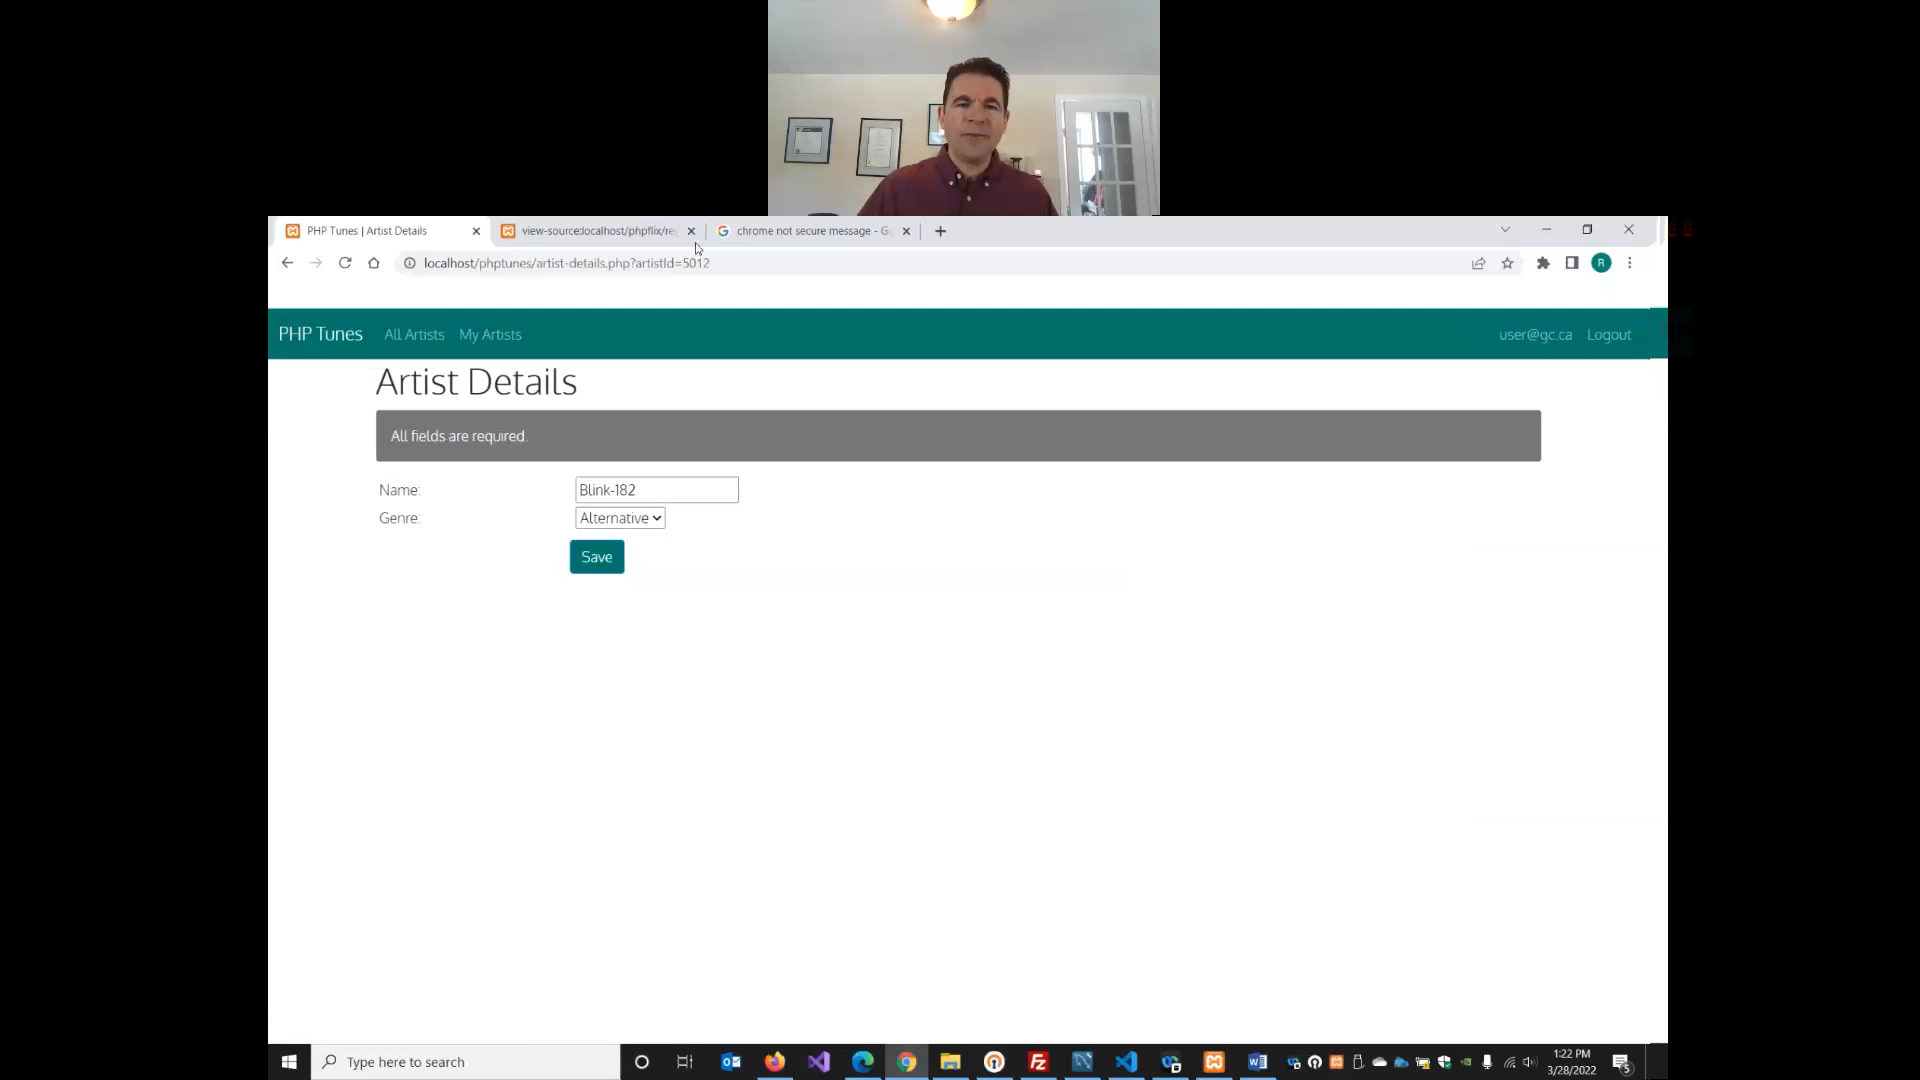 PHP Tunes | Artist Details
view-source:localhost/phpflix/re
chrome not secure message - G
localhost/phptunes/artist-details.php?artistId=5012
R
PHP Tunes All Artists My Artists user@gc.ca Logout
Artist Details
All fields are required.
Name: Blink-182
Genre: Alternative
Save
Type here to search
1:22 PM
3/28/2022
5